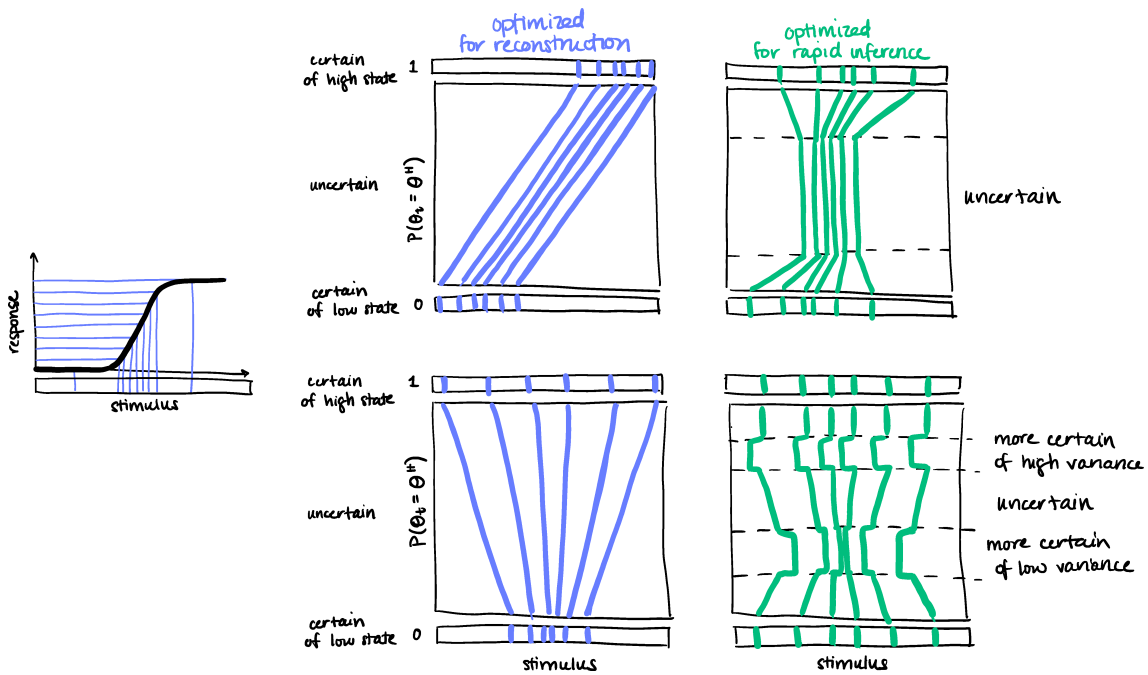 optimized
for reconstruction
optimized
for rapid inference
certain
of high state
1
uncertain
P(θₜ = θᴴ)
uncertain
certain
of low state
0
response
stimulus
certain
of high state
1
uncertain
P(θₜ = θᴴ)
more certain
of high variance
uncertain
more certain
of low variance
certain
of low state
0
stimulus
stimulus